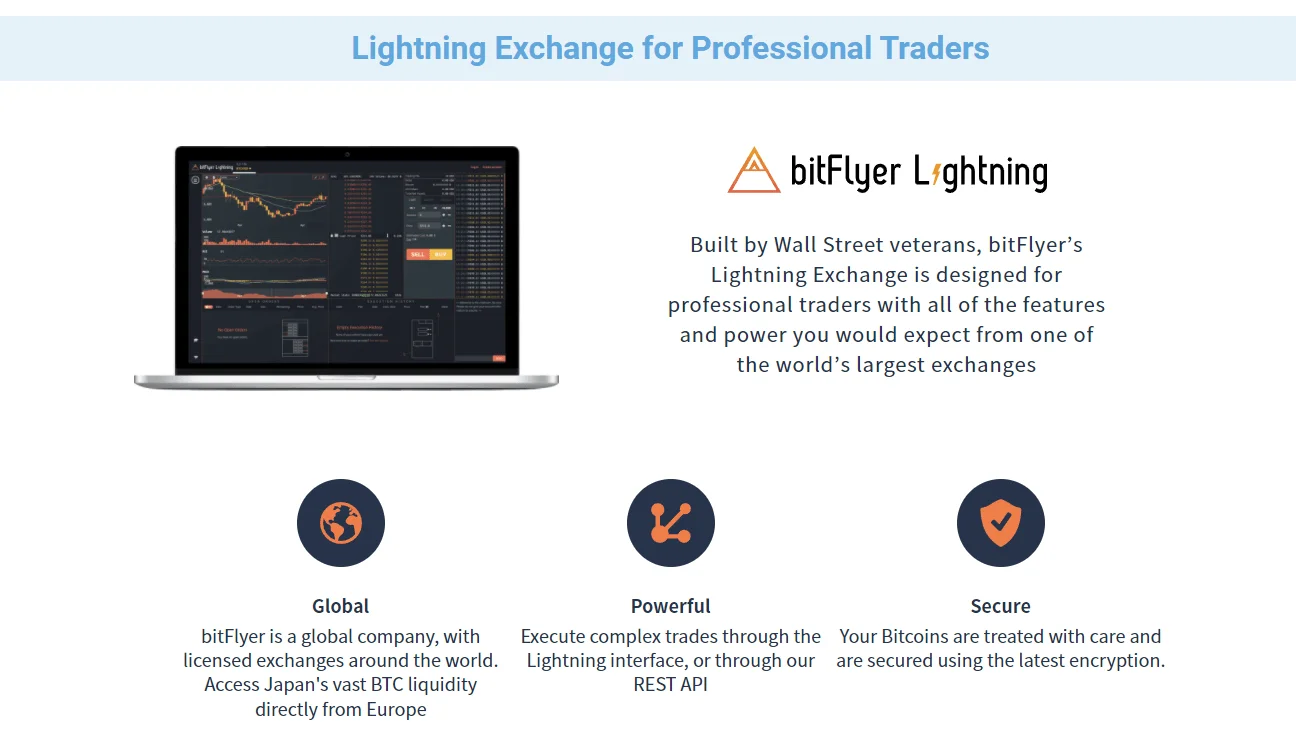 Lightning Exchange for Professional Traders
bitFlyer Lightning
bitFlyer Lightning
SELL BUY
Built by Wall Street veterans, bitFlyer’s
Lightning Exchange is designed for
professional traders with all of the features
and power you would expect from one of
the world’s largest exchanges
Global
bitFlyer is a global company, with
licensed exchanges around the world.
Access Japan's vast BTC liquidity
directly from Europe
Powerful
Execute complex trades through the
Lightning interface, or through our
REST API
Secure
Your Bitcoins are treated with care and
are secured using the latest encryption.